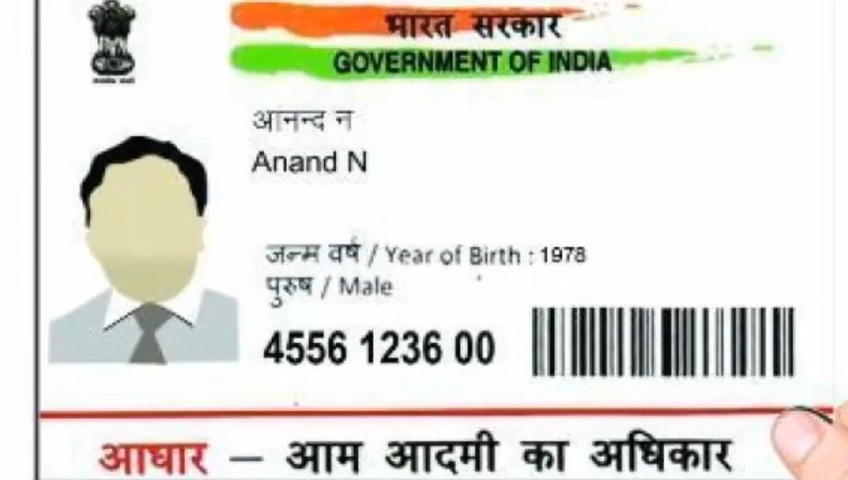 भारत सरकार
GOVERNMENT OF INDIA
आनन्द न
Anand N
जन्म वर्ष / Year of Birth : 1978
पुरुष / Male
4556 1236 00
आधार – आम आदमी का अधिकार